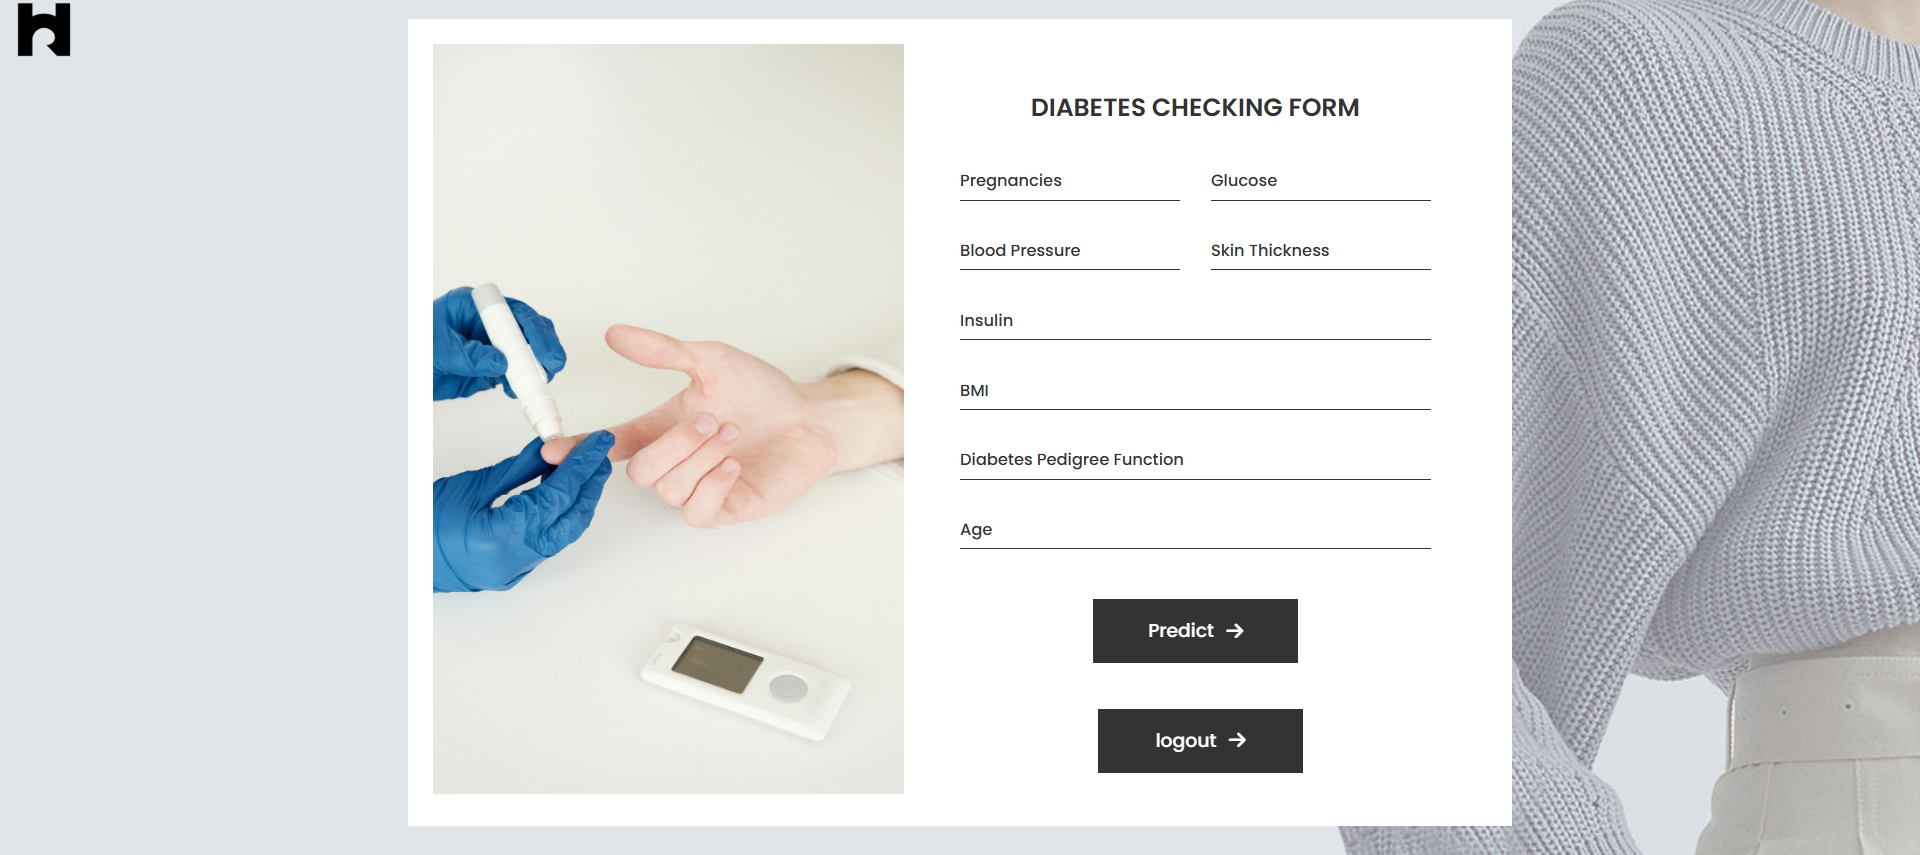 DIABETES CHECKING FORM
Pregnancies
Glucose
Blood Pressure
Skin Thickness
Insulin
BMI
Diabetes Pedigree Function
Age
Predict
logout